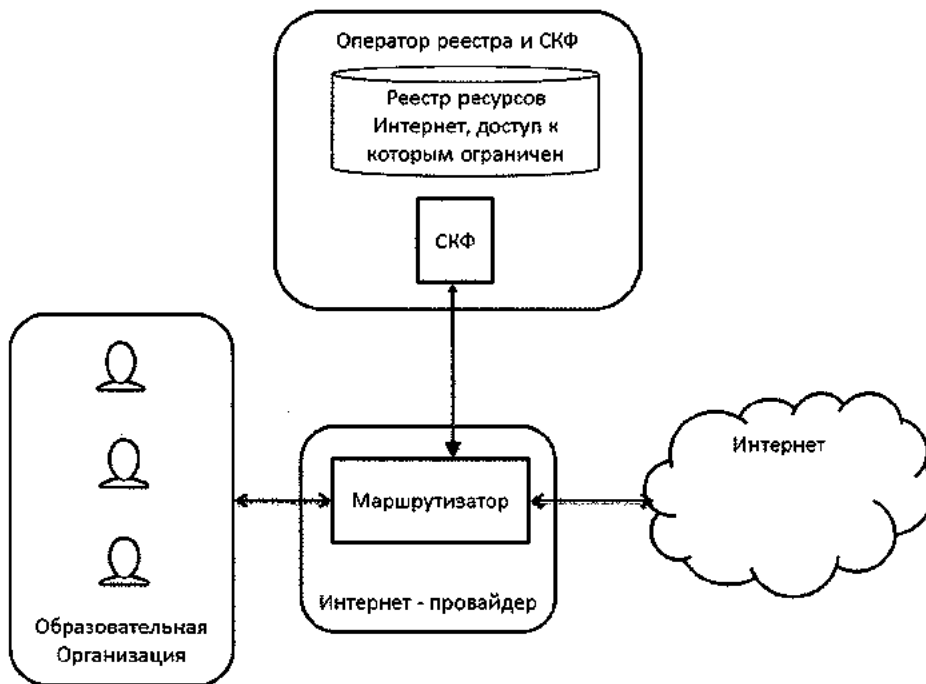 Оператор реестра и СКФ
Реестр ресурсов
Интернет, доступ к
которым ограничен
СКФ
Интернет
Маршрутизатор
Интернет - провайдер
Образовательная
Организация